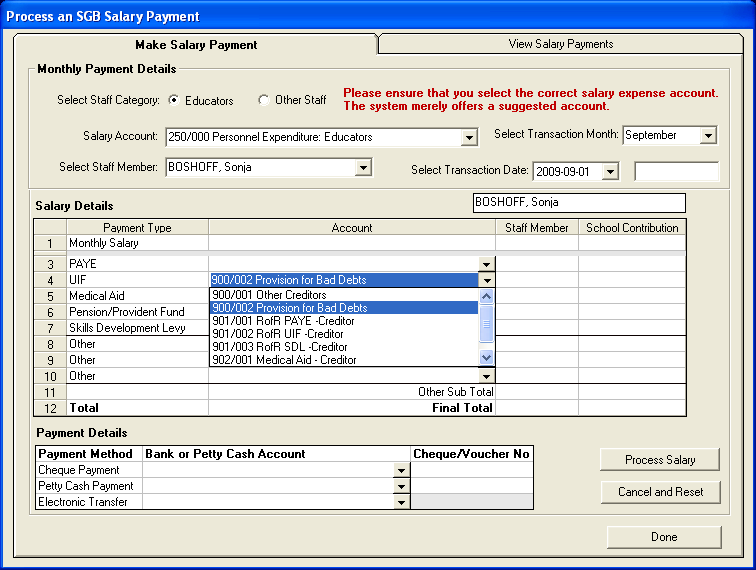 Process an SGB Salary Payment
Make Salary Payment
View Salary Payments
Monthly Payment Details
Select Staff Category: Educators Other Staff
Please ensure that you select the correct salary expense account.
The system merely offers a suggested account.
Salary Account: 250/000 Personnel Expenditure: Educators
Select Transaction Month: September
Select Staff Member: BOSHOFF, Sonja
Select Transaction Date: 2009-09-01
Salary Details
BOSHOFF, Sonja
Payment Type Account Staff Member School Contribution
1 Monthly Salary
3 PAYE
4 UIF 900/002 Provision for Bad Debts
5 Medical Aid 900/001 Other Creditors
900/002 Provision for Bad Debts
6 Pension/Provident Fund 901/001 RofR PAYE -Creditor
7 Skills Development Levy 901/002 RofR UIF -Creditor
8 Other 901/003 RofR SDL -Creditor
9 Other 902/001 Medical Aid - Creditor
10 Other
11 Other Sub Total
12 Total Final Total
Payment Details
Payment Method Bank or Petty Cash Account Cheque/Voucher No
Cheque Payment
Petty Cash Payment
Electronic Transfer
Process Salary
Cancel and Reset
Done